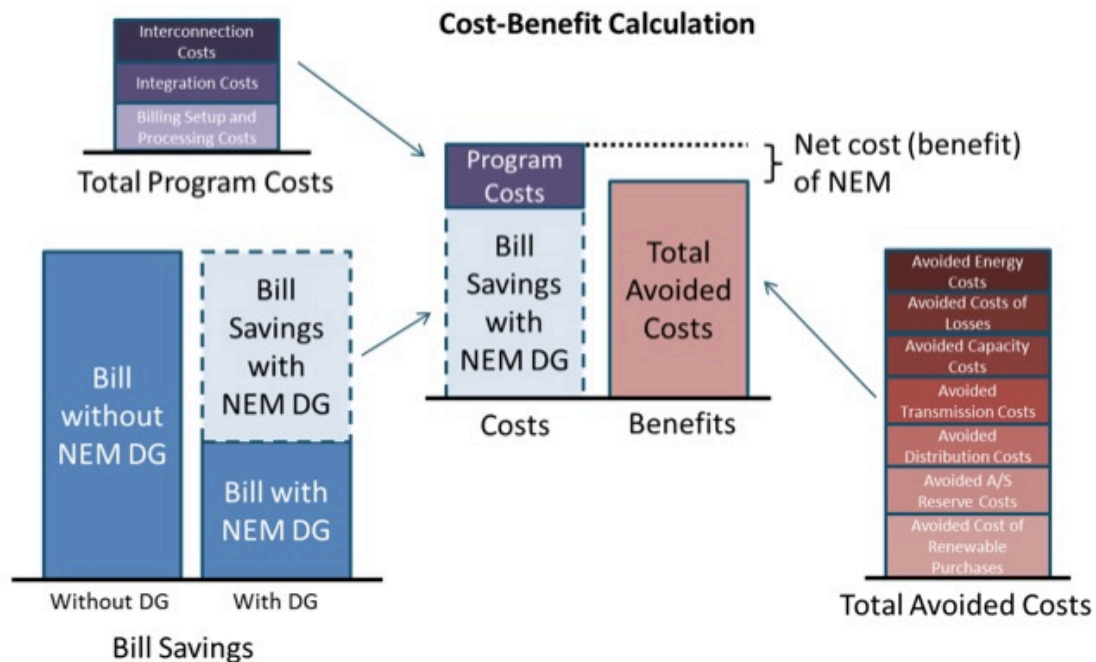 Cost-Benefit Calculation
Interconnection
Costs
Integration Costs
Billing Setup and
Processing Costs
Total Program Costs
Program
Costs
Bill
Savings
with
NEM DG
Costs
Total
Avoided
Costs
Benefits
Net cost (benefit)
of NEM
Bill
without
NEM DG
Without DG
Bill
Savings
with
NEM DG
Bill with
NEM DG
With DG
Bill Savings
Avoided Energy
Costs
Avoided Costs of
Losses
Avoided Capacity
Costs
Avoided
Transmission Costs
Avoided
Distribution Costs
Avoided A/S
Reserve Costs
Avoided Cost of
Renewable
Purchases
Total Avoided Costs